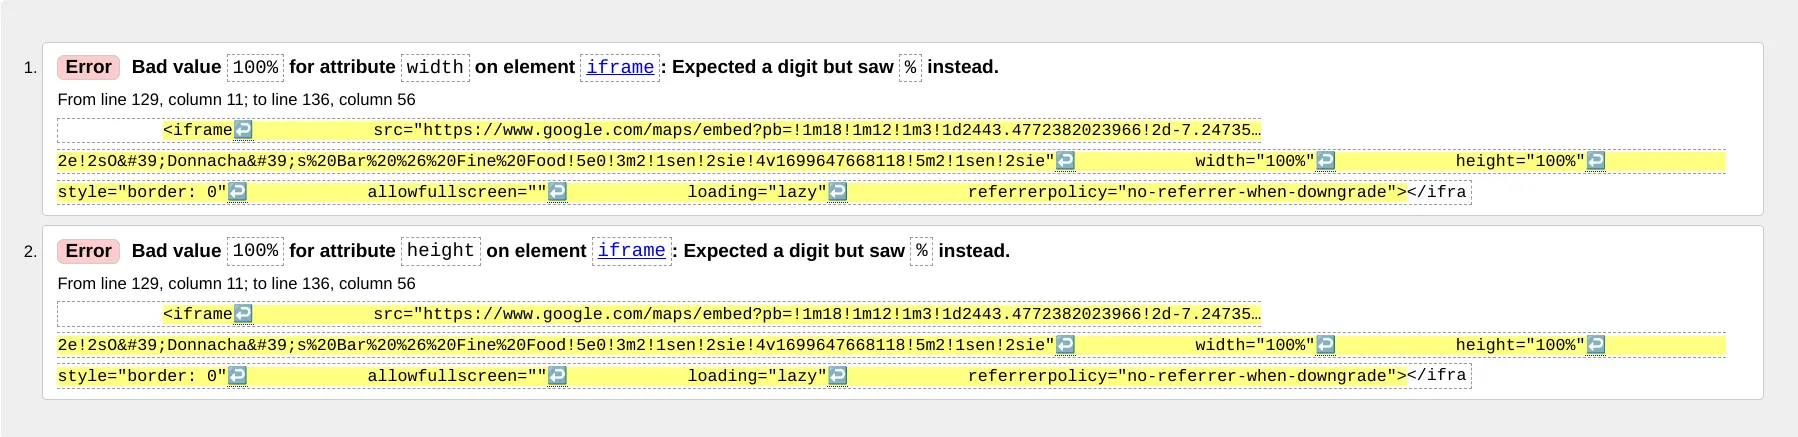 1. Error Bad value 100% for attribute width on element iframe: Expected a digit but saw % instead.
From line 129, column 11; to line 136, column 56
<iframe↩ src="https://www.google.com/maps/embed?pb=!1m18!1m12!1m3!1d2443.4772382023966!2d-7.24735…
2e!2sO&#39;Donnacha&#39;s%20Bar%20%26%20Fine%20Food!5e0!3m2!1sen!2sie!4v1699647668118!5m2!1sen!2sie"↩ width="100%"↩ height="100%"↩
style="border: 0"↩ allowfullscreen=""↩ loading="lazy"↩ referrerpolicy="no-referrer-when-downgrade"></ifra
2. Error Bad value 100% for attribute height on element iframe: Expected a digit but saw % instead.
From line 129, column 11; to line 136, column 56
<iframe↩ src="https://www.google.com/maps/embed?pb=!1m18!1m12!1m3!1d2443.4772382023966!2d-7.24735…
2e!2sO&#39;Donnacha&#39;s%20Bar%20%26%20Fine%20Food!5e0!3m2!1sen!2sie!4v1699647668118!5m2!1sen!2sie"↩ width="100%"↩ height="100%"↩
style="border: 0"↩ allowfullscreen=""↩ loading="lazy"↩ referrerpolicy="no-referrer-when-downgrade"></ifra